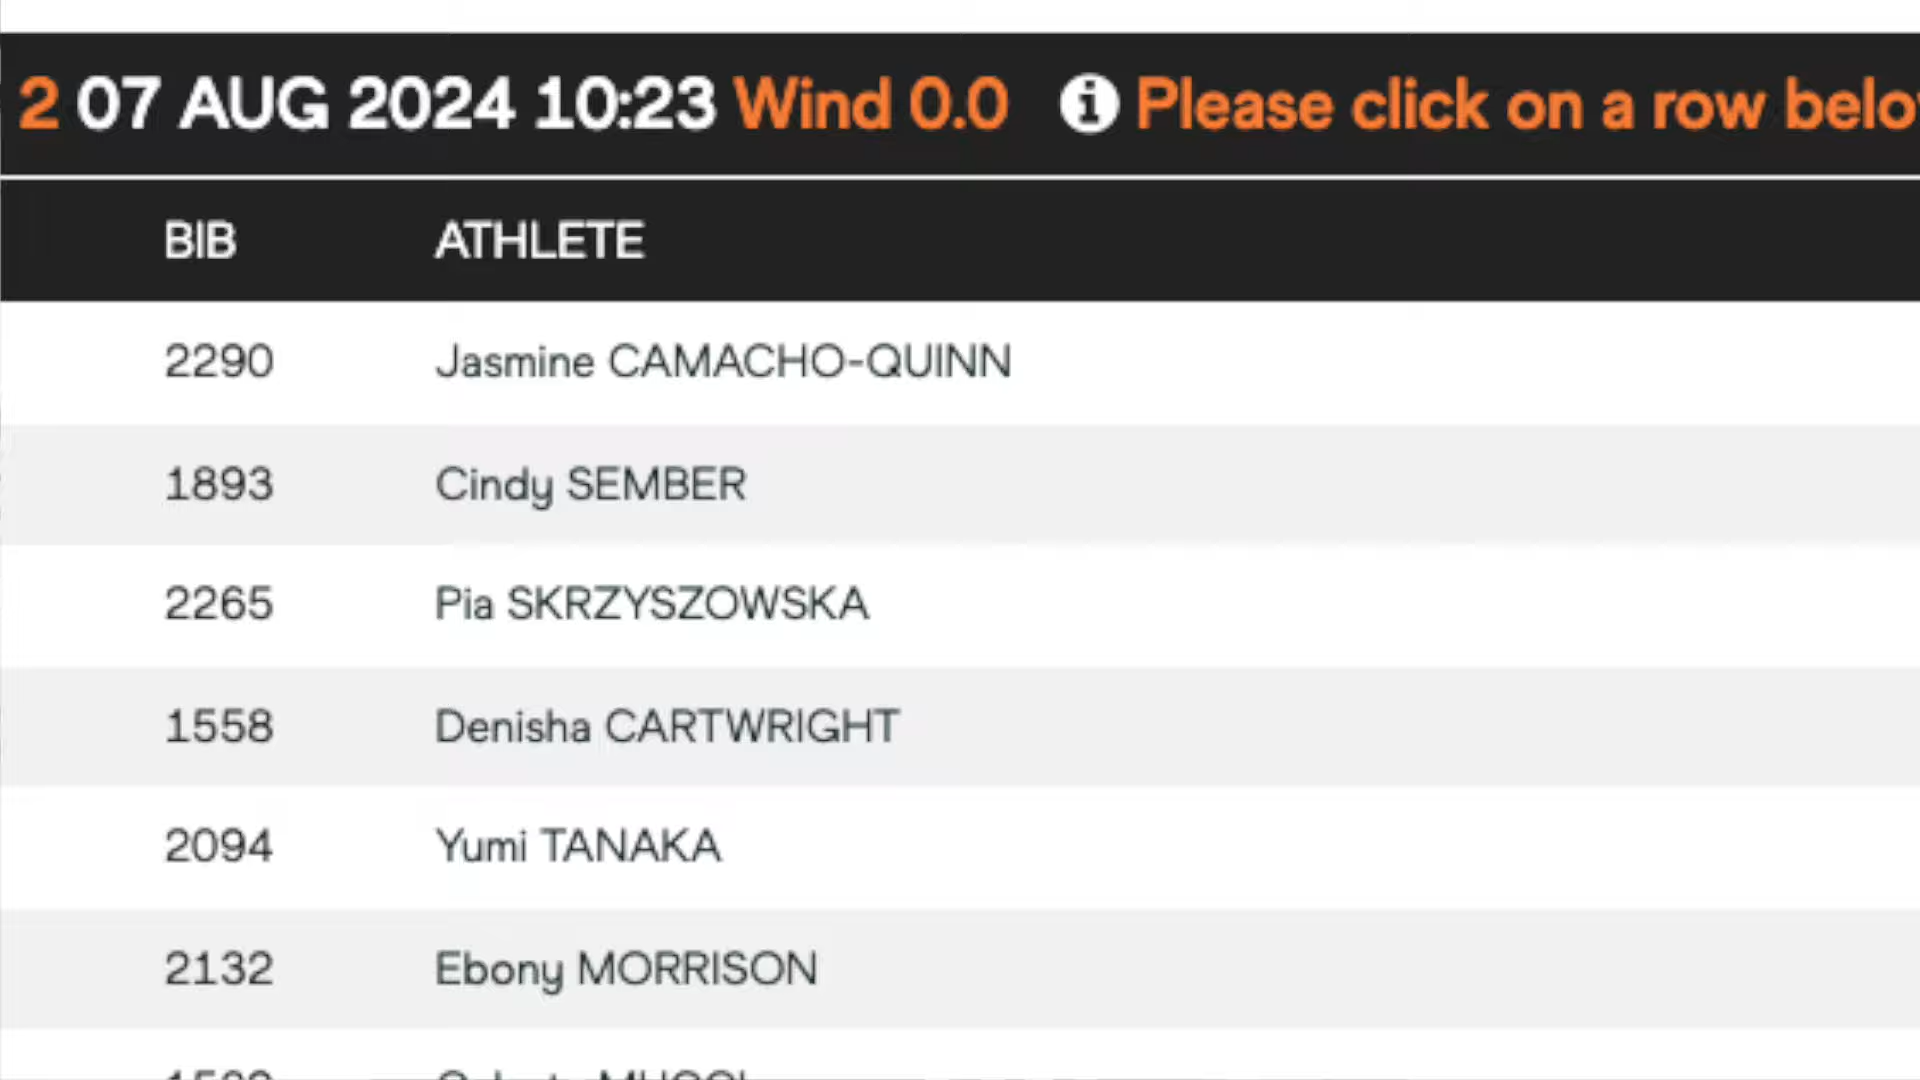 2 07 AUG 2024 10:23 Wind 0.0 Please click on a row
BIB ATHLETE
2290 Jasmine CAMACHO-QUINN
1893 Cindy SEMBER
2265 Pia SKRZYSZOWSKA
1558 Denisha CARTWRIGHT
2094 Yumi TANAKA
2132 Ebony MORRISON